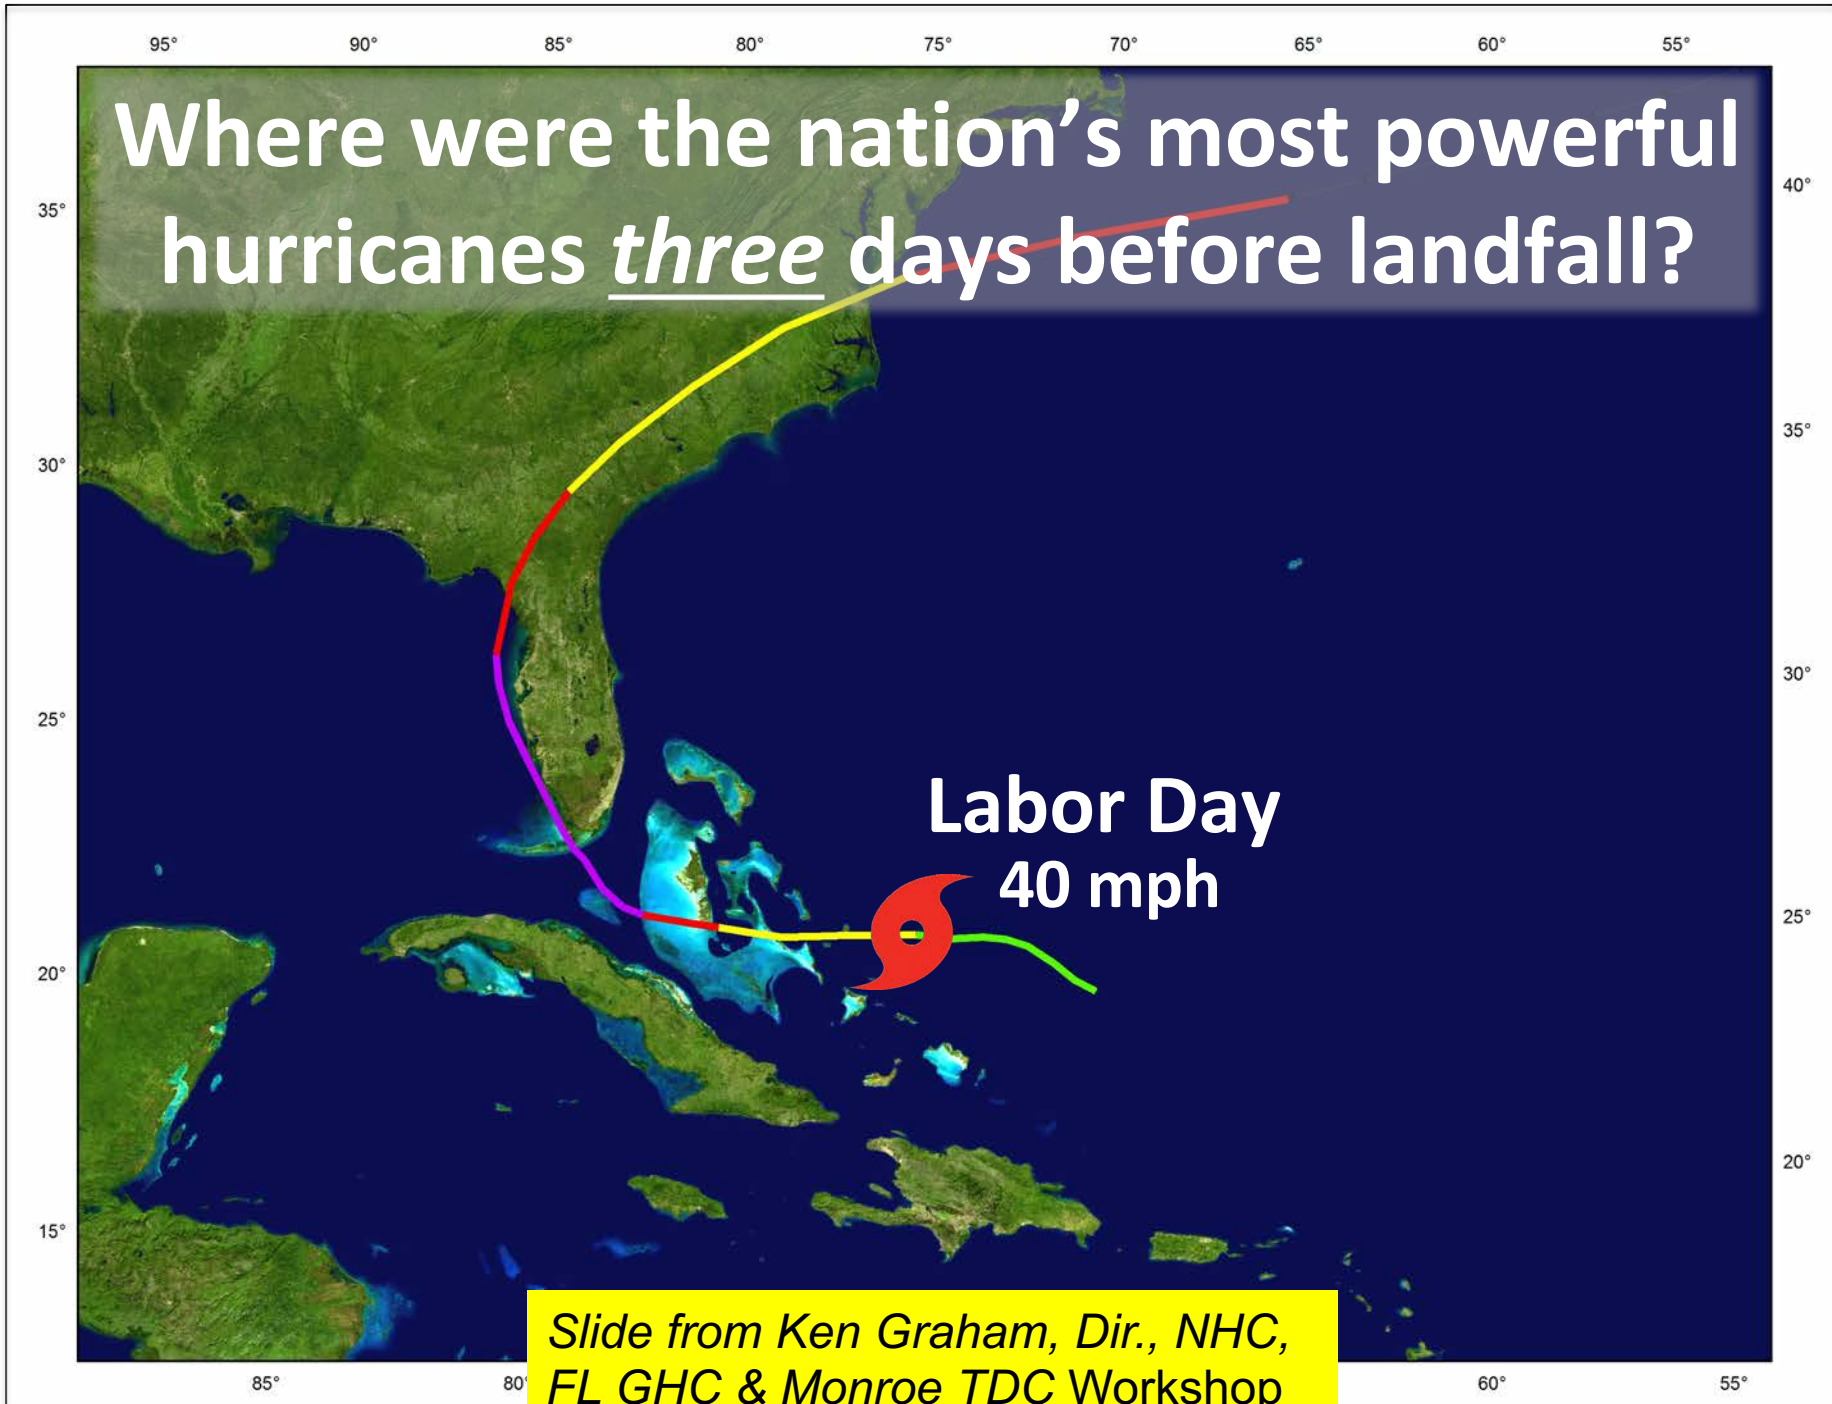 95° 90° 85° 80° 75° 70° 65° 60° 55°
Where were the nation's most powerful
40°
35°
hurricanes three days before landfall?
35°
30°
30°
25°
Labor Day
40 mph
25°
20°
20°
15°
Slide from Ken Graham, Dir., NHC,
85° 80° 60° 55°
FL GHC & Monroe TDC Workshop